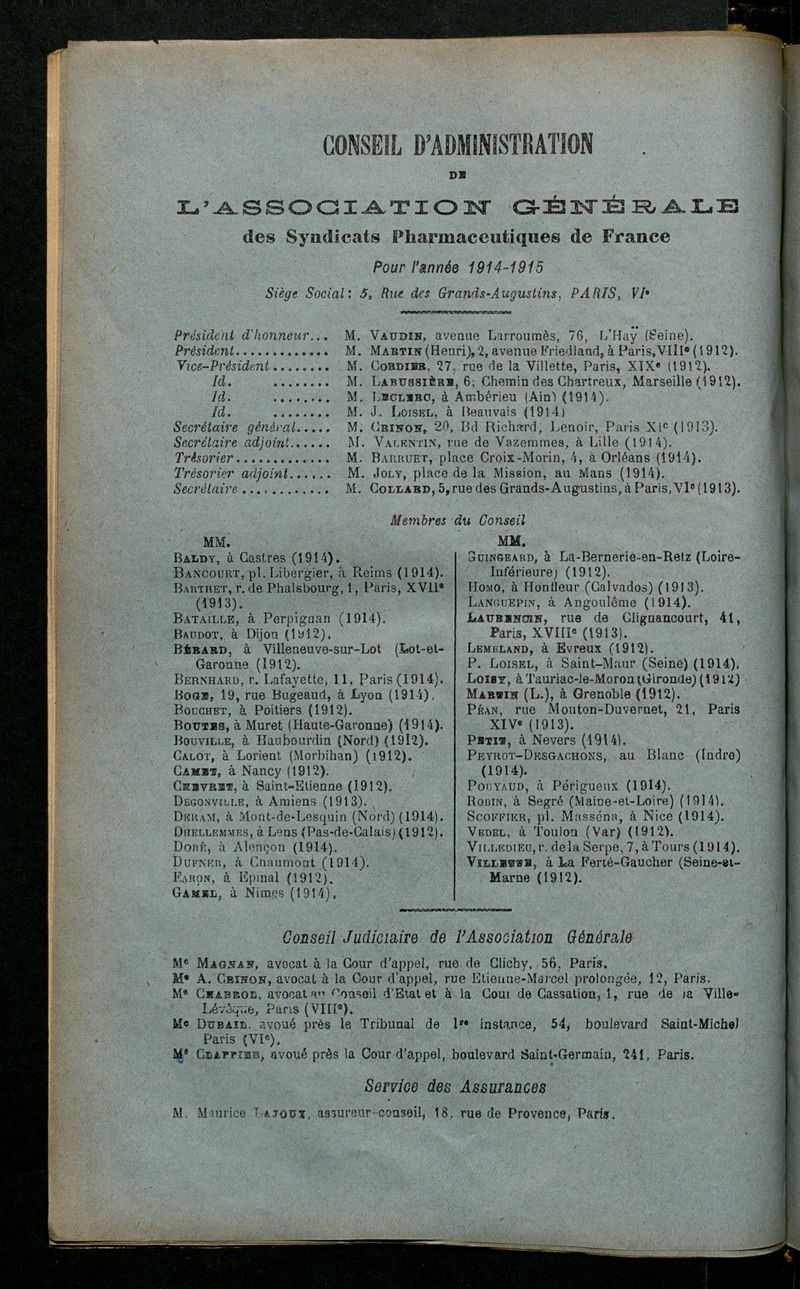 CONSEIL D'ADMINISTRATION
DE
L'ASSOCIATION GÉNÉRALE
des Syndicats Pharmaceutiques de France
Pour l'année 1914-1915
Siège Social: 5, Rue des Grands-Augustins, PARIS, VIe
Président d'honneur... M. VAUDIN, avenue Larroumès, 76, L'Haÿ (Seine).
Président............. M. MARTIN (Henri), 2, avenue Friedland, à Paris, VIIIe (1912).
Vice-Président........ M. CORDIER, 27, rue de la Villette, Paris, XIXe (1912).
Id. ........ M. LABUSSIÈRE, 6, Chemin des Chartreux, Marseille (1912).
Id. ........ M. LECLERC, à Ambérieu (Ain) (1914).
Id. ........ M. J. LOISEL, à Beauvais (1914)
Secrétaire général..... M. CRINON, 20, Bd Richard, Lenoir, Paris XIe (1913).
Secrétaire adjoint...... M. VALENTIN, rue de Vazemmes, à Lille (1914).
Trésorier............. M. BARRUET, place Croix-Morin, 4, à Orléans (1914).
Trésorier adjoint...... M. JOLY, place de la Mission, au Mans (1914).
Secrétaire............ M. COLLARD, 5, rue des Grands-Augustins, à Paris, VIe (1913).
Membres du Conseil
MM.
BALDY, à Castres (1914).
BANCOURT, pl. Libergier, à Reims (1914).
BARTHET, r. de Phalsbourg, 1, Paris, XVIIe
(1913).
BATAILLE, à Perpignan (1914).
BAUDOT, à Dijon (1912).
BÉRARD, à Villeneuve-sur-Lot (Lot-et-
Garonne (1912).
BERNHARD, r. Lafayette, 11, Paris (1914).
BOGE, 19, rue Bugeaud, à Lyon (1914).
BOUCHET, à Poitiers (1912).
BOUTES, à Muret (Haute-Garonne) (1914).
BOUVILLE, à Haubourdin (Nord) (1912).
CALOT, à Lorient (Morbihan) (1912).
CAMET, à Nancy (1912).
CHEVRET, à Saint-Etienne (1912).
DEGONVILLE, à Amiens (1913).
DERAM, à Mont-de-Lesquin (Nord) (1914).
DHELLEMMES, à Lens (Pas-de-Calais) (1912).
DORÉ, à Alençon (1914).
DUFNER, à Chaumont (1914).
FARON, à Epinal (1912).
GAMEL, à Nimes (1914).
MM.
GUINGEARD, à La-Bernerie-en-Retz (Loire-
Inférieure) (1912).
HOMO, à Honfleur (Calvados) (1913).
LANGUEPIN, à Angoulême (1914).
LAURENCIN, rue de Clignancourt, 41,
Paris, XVIIIe (1913).
LEMELAND, à Evreux (1912).
P. LOISEL, à Saint-Maur (Seine) (1914).
LOISY, à Tauriac-le-Moron (Gironde) (1912)
MARTIN (L.), à Grenoble (1912).
PÉAN, rue Mouton-Duvernet, 21, Paris
XIVe (1913).
PETIT, à Nevers (1914).
PEYROT-DESGACHONS, au Blanc (Indre)
(1914).
POUYAUD, à Périgueux (1914).
ROBIN, à Segré (Maine-et-Loire) (1914).
SCOFFIER, pl. Masséna, à Nice (1914).
VEDEL, à Toulon (Var) (1912).
VILLEDIEU, r. de la Serpe, 7, à Tours (1914).
VILLETTE, à La Ferté-Gaucher (Seine-et-
Marne (1912).
Conseil Judiciaire de l'Association Générale
Me MAGNAN, avocat à la Cour d'appel, rue de Clichy, 56, Paris.
Me A. CRINON, avocat à la Cour d'appel, rue Etienne-Marcel prolongée, 12, Paris.
Me CHABROD, avocat au Conseil d'Etat et à la Cour de Cassation, 1, rue de la Ville-
Lévêque, Paris (VIIIe).
Me DUBAIL, avoué près le Tribunal de 1re instance, 54, boulevard Saint-Michel
Paris (VIe).
Me CHAPPIER, avoué près la Cour d'appel, boulevard Saint-Germain, 241, Paris.
Service des Assurances
M. Maurice LAJOUX, assureur-conseil, 18, rue de Provence, Paris.